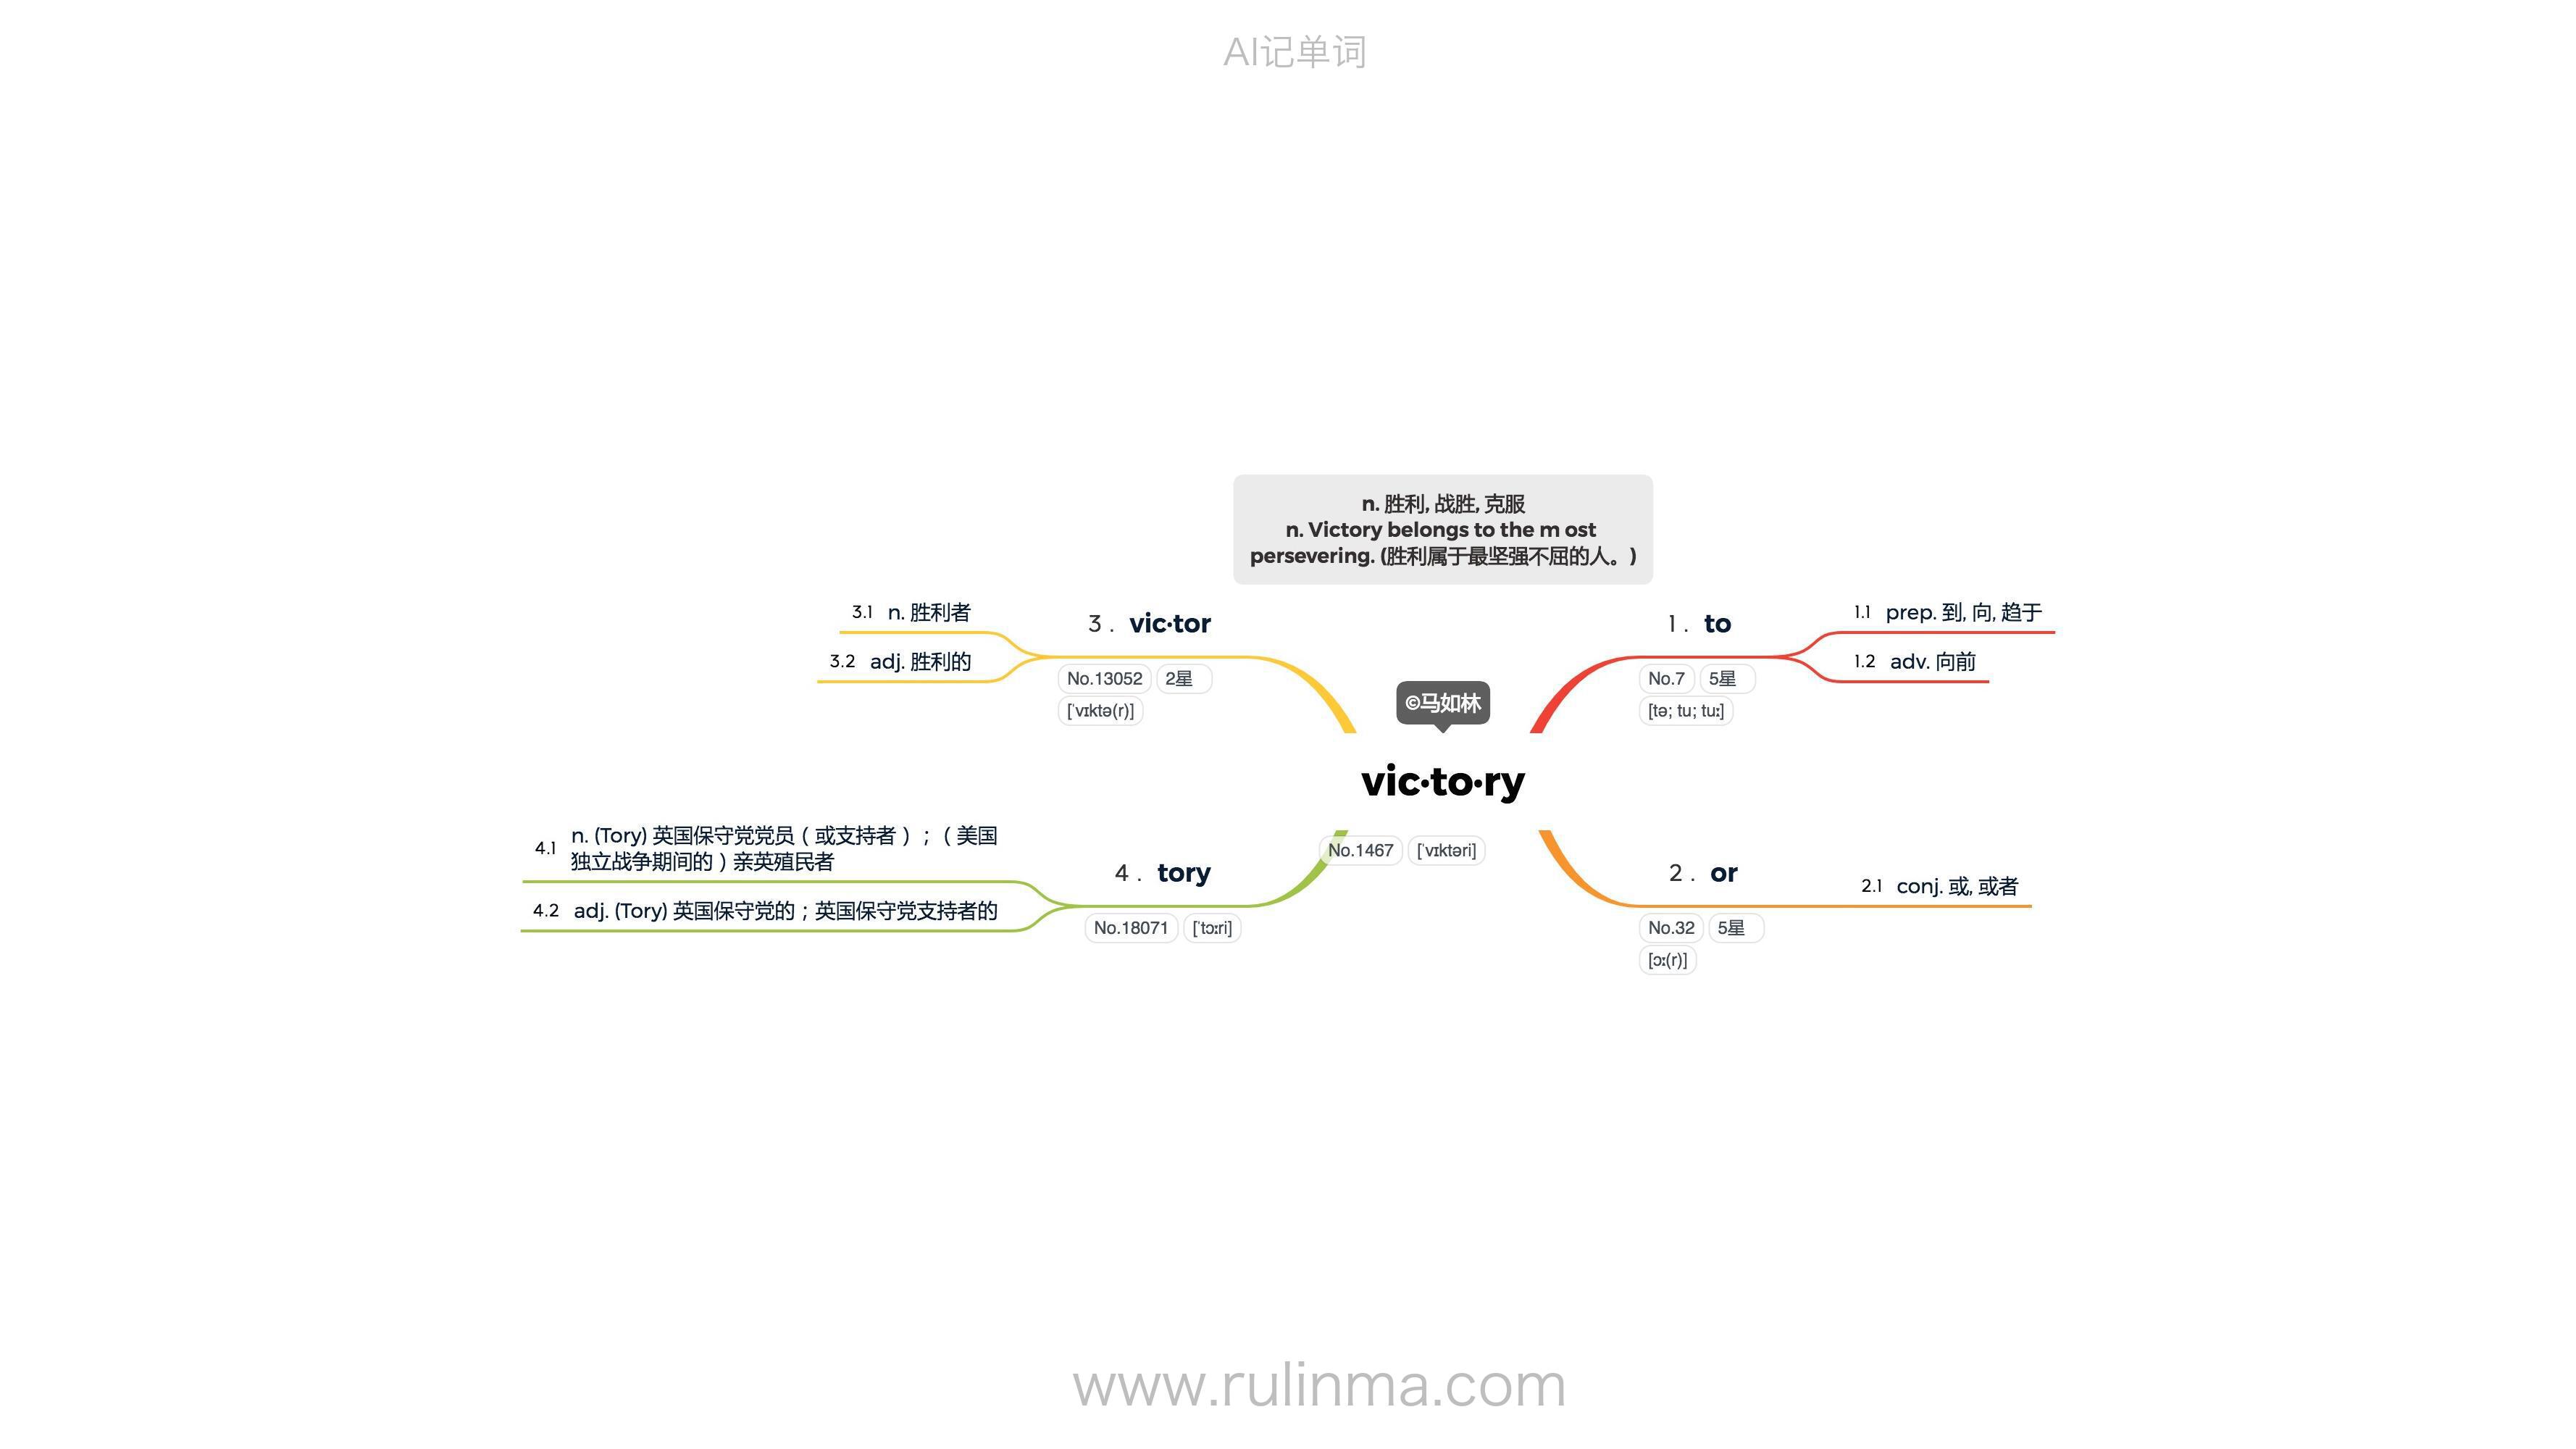 AI记单词
n. 胜利, 战胜, 克服
n. Victory belongs to the m ost
persevering. (胜利属于最坚强不屈的人。)
©马如林
vic·to·ry
No.1467 [ˈvɪktəri]
1. to
No.7 5星
[tə; tu; tuː]
1.1 prep. 到, 向, 趋于
1.2 adv. 向前
2. or
No.32 5星
[ɔː(r)]
2.1 conj. 或, 或者
3. vic·tor
No.13052 2星
[ˈvɪktə(r)]
3.1 n. 胜利者
3.2 adj. 胜利的
4. tory
No.18071 [ˈtɔːri]
4.1 n. (Tory) 英国保守党党员（或支持者）；（美国
独立战争期间的）亲英殖民者
4.2 adj. (Tory) 英国保守党的；英国保守党支持者的
www.rulinma.com